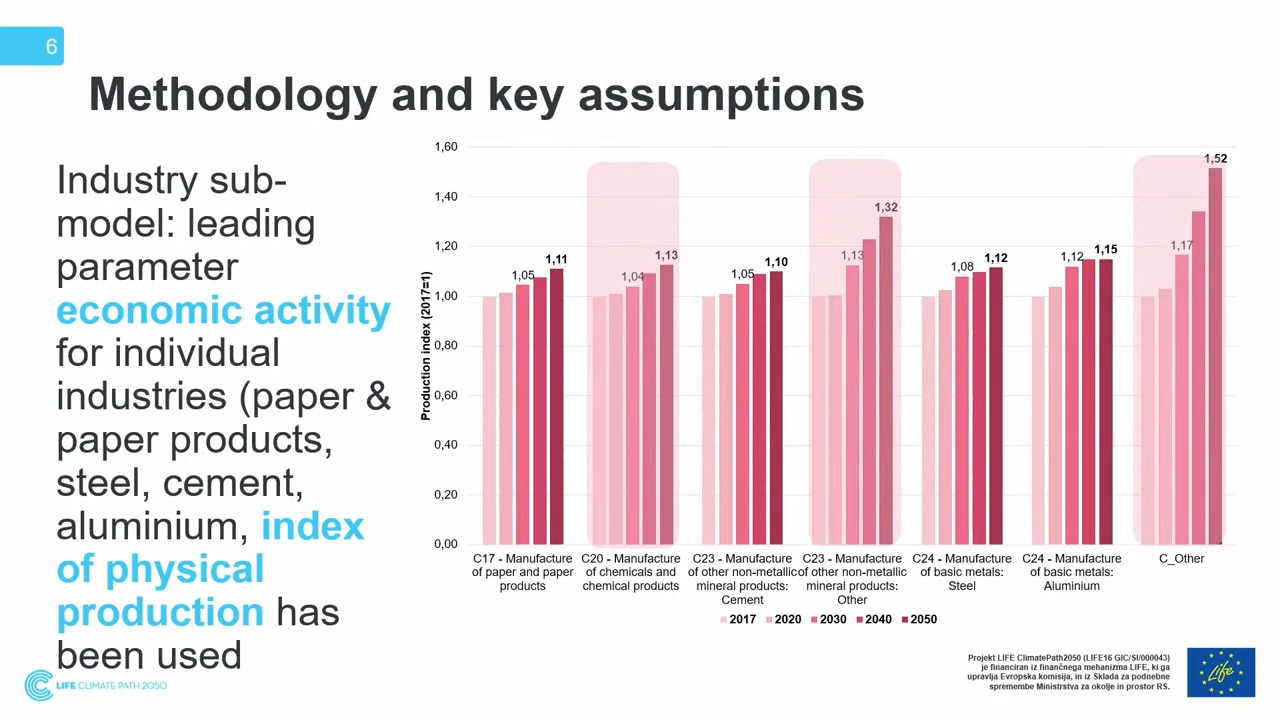 6
Methodology and key assumptions
Industry sub-
model: leading
parameter
economic activity
for individual
industries (paper &
paper products,
steel, cement,
aluminium, index
of physical
production has
been used
Production index (2017=1)
1,60
1,40
1,20
1,00
0,80
0,60
0,40
0,20
0,00
1,05
1,11
1,04
1,13
1,05
1,10
1,13
1,32
1,08
1,12
1,12
1,15
1,17
1,52
C17 - Manufacture
of paper and paper
products
C20 - Manufacture
of chemicals and
chemical products
C23 - Manufacture
of other non-metallic
mineral products:
Cement
C23 - Manufacture
of other non-metallic
mineral products:
Other
C24 - Manufacture
of basic metals:
Steel
C24 - Manufacture
of basic metals:
Aluminium
C_Other
2017 2020 2030 2040 2050
LIFE CLIMATE PATH 2050
Projekt LIFE ClimatePath2050 (LIFE16 GIC/SI/000043)
je financiran iz finančnega mehanizma LIFE, ki ga
upravlja Evropska komisija, in iz Sklada za podnebne
spremembe Ministrstva za okolje in prostor RS.
Life